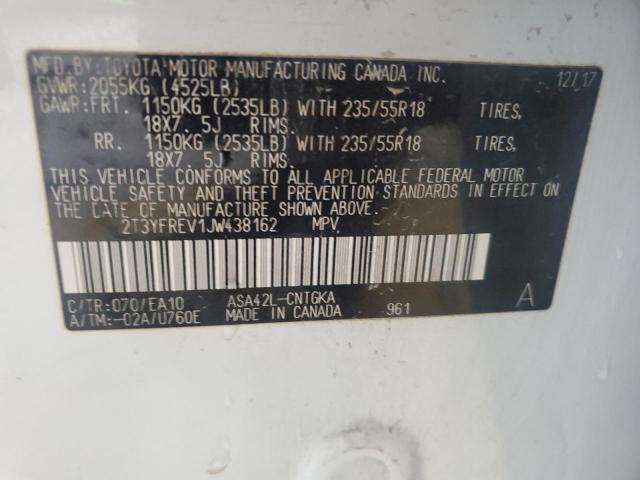 MFD.BY:TOYOTA MOTOR MANUFACTURING CANADA INC. 12/17
GVWR:2055KG (4525LB)
GAWR:FRT. 1150KG (2535LB) WITH 235/55R18 TIRES,
18X7. 5J RIMS.
RR. 1150KG (2535LB) WITH 235/55R18 TIRES,
18X7. 5J RIMS.
THIS VEHICLE CONFORMS TO ALL APPLICABLE FEDERAL MOTOR
VEHICLE SAFETY AND THEFT PREVENTION STANDARDS IN EFFECT ON
THE DATE OF MANUFACTURE SHOWN ABOVE.
2T3YFREV1JW438162 MPV
C/TR:070/EA10 ASA42L-CNTGKA A
A/TM:-02A/U760E MADE IN CANADA 961